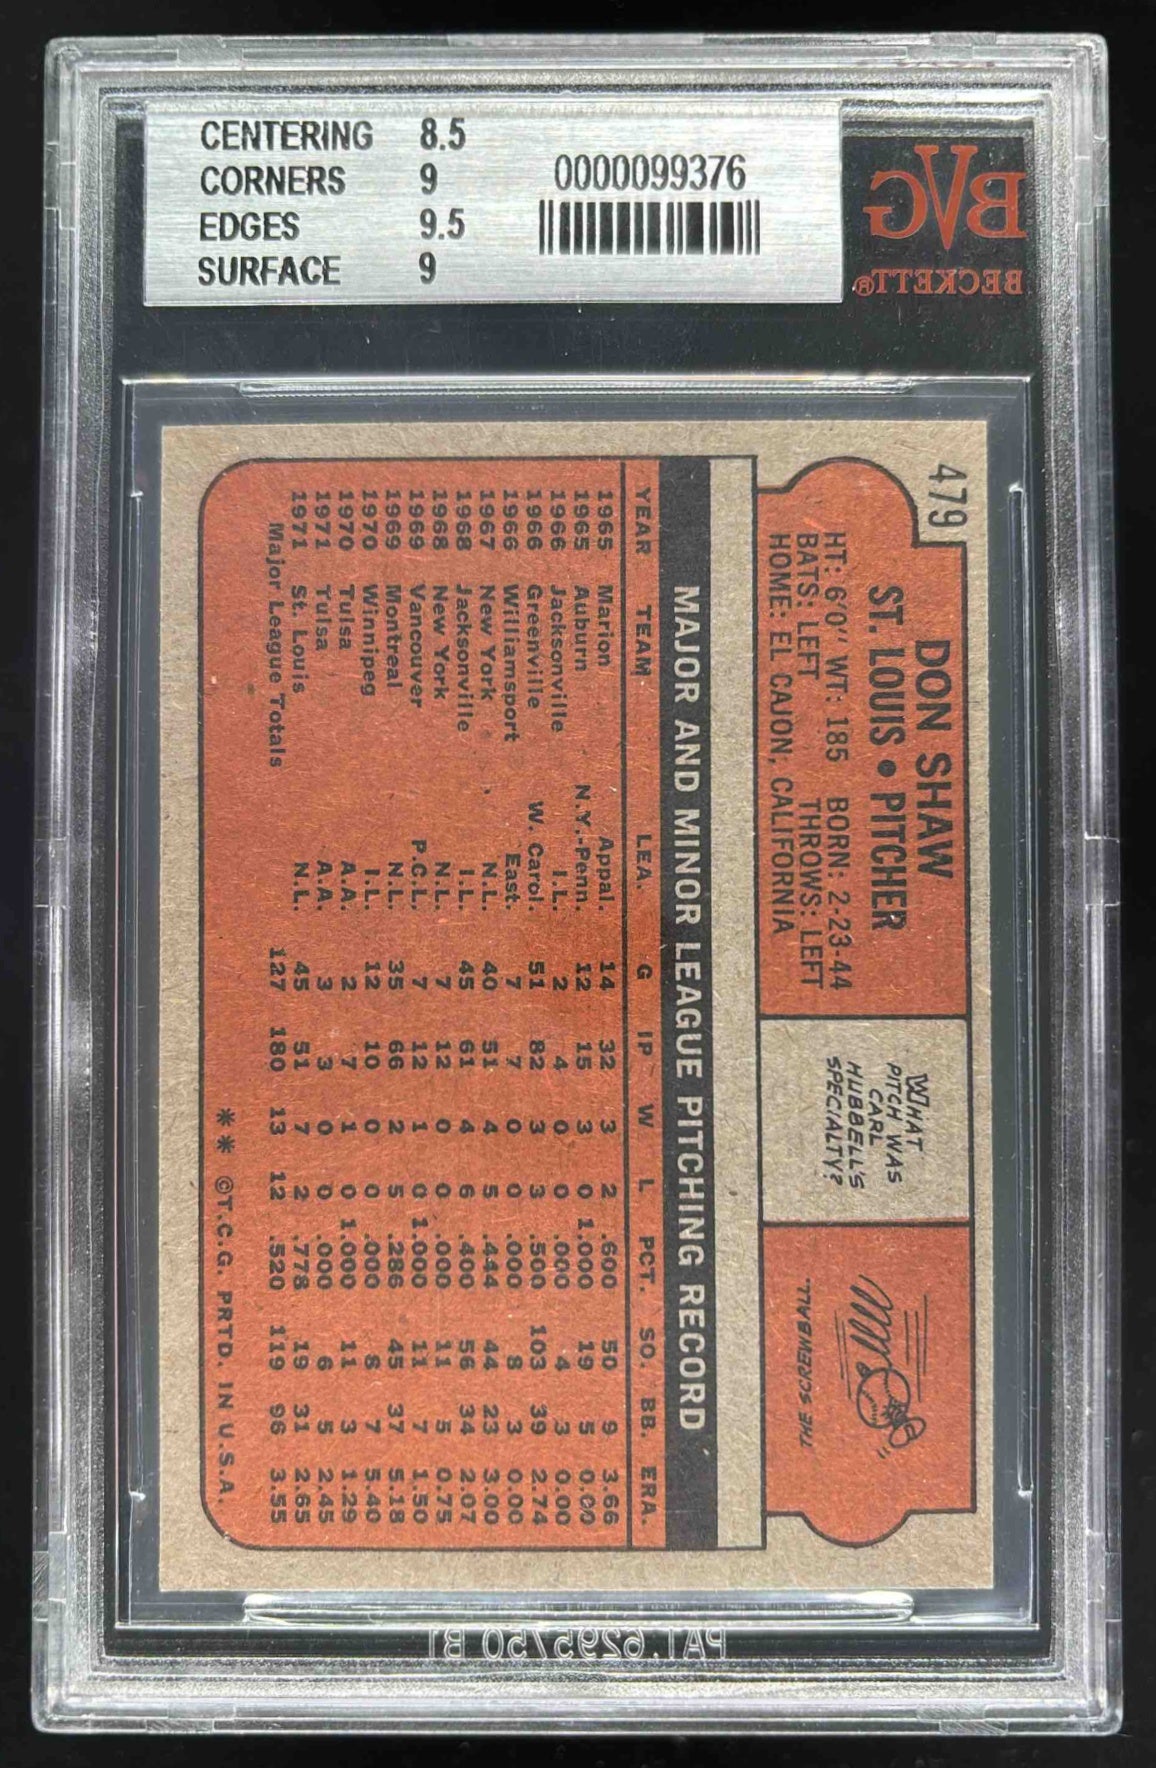 CENTERING 8.5
CORNERS 9
EDGES 9.5
SURFACE 9
0000099376
BVG
BECKETT®
479
DON SHAW
ST. LOUIS • PITCHER
HT: 6'0" WT: 185 BORN: 2-23-44
BATS: LEFT THROWS: LEFT
HOME: EL CAJON, CALIFORNIA
WHAT
PITCH WAS
CARL
HUBBELL'S
SPECIALTY?
THE SCREWBALL.
MAJOR AND MINOR LEAGUE PITCHING RECORD
YEAR TEAM LEA. G IP W L PCT. SO. BB. ERA.
1965 Marion Appal. 14 32 3 2 .600 50 9 3.66
1965 Auburn N.Y.-Penn. 12 15 3 0 1.000 19 5 0.00
1966 Jacksonville I.L. 2 4 0 0 .000 4 3 0.00
1966 Greenville W. Carol. 51 82 3 3 .500 103 39 2.74
1966 Williamsport East. 7 7 0 0 .000 8 3 0.00
1967 New York N.L. 40 51 4 5 .444 44 23 3.00
1968 Jacksonville I.L. 45 61 4 6 .400 56 34 2.07
1968 New York N.L. 7 12 0 0 .000 11 5 0.75
1969 Vancouver P.C.L. 7 12 1 0 1.000 11 7 1.50
1969 Montreal N.L. 35 66 2 5 .286 45 37 5.18
1970 Winnipeg I.L. 12 10 0 0 .000 8 7 5.40
1970 Tulsa A.A. 2 7 1 0 1.000 11 3 1.29
1971 Tulsa A.A. 3 3 0 0 .000 6 5 2.45
1971 St. Louis N.L. 45 51 7 2 .778 19 31 2.65
Major League Totals 127 180 13 12 .520 119 96 3.55
** ©T.C.G. PRTD. IN U.S.A.
PAT.6295750 B1